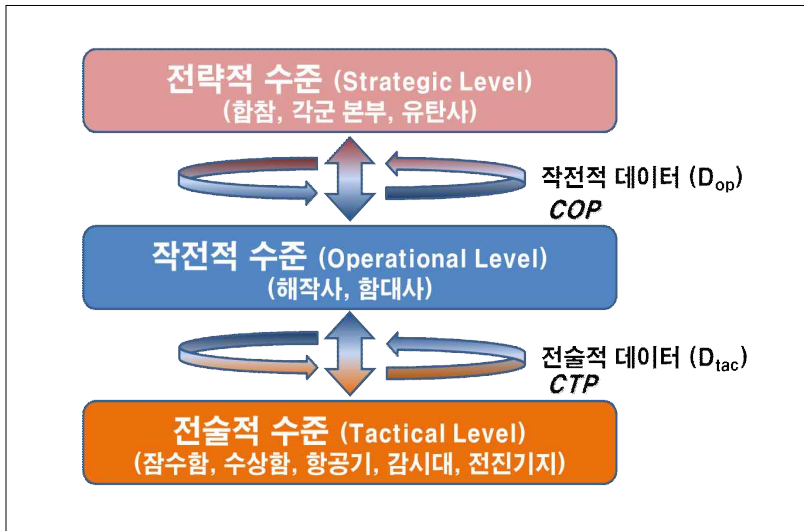 전략적 수준 (Strategic Level)
(합참, 각군 본부, 유탄사)
작전적 데이터 (Dop)
COP
작전적 수준 (Operational Level)
(해작사, 함대사)
전술적 데이터 (Dtac)
CTP
전술적 수준 (Tactical Level)
(잠수함, 수상함, 항공기, 감시대, 전진기지)